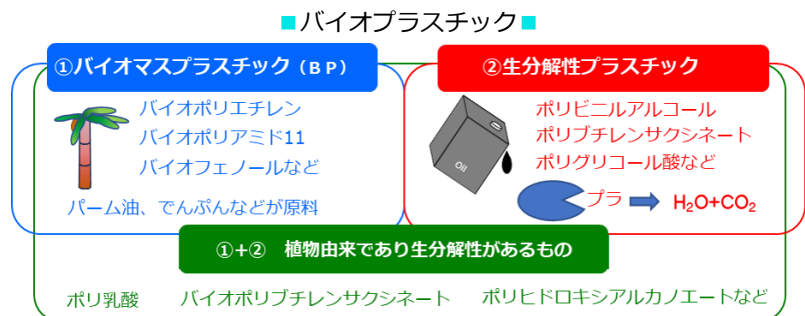 ■バイオプラスチック■
①バイオマスプラスチック（ＢＰ）
バイオポリエチレン
バイオポリアミド11
バイオフェノールなど
パーム油、でんぷんなどが原料
②生分解性プラスチック
Oil
ポリビニルアルコール
ポリブチレンサクシネート
ポリグリコール酸など
プラ H₂O+CO₂
①+②　植物由来であり生分解性があるもの
ポリ乳酸 バイオポリブチレンサクシネート ポリヒドロキシアルカノエートなど